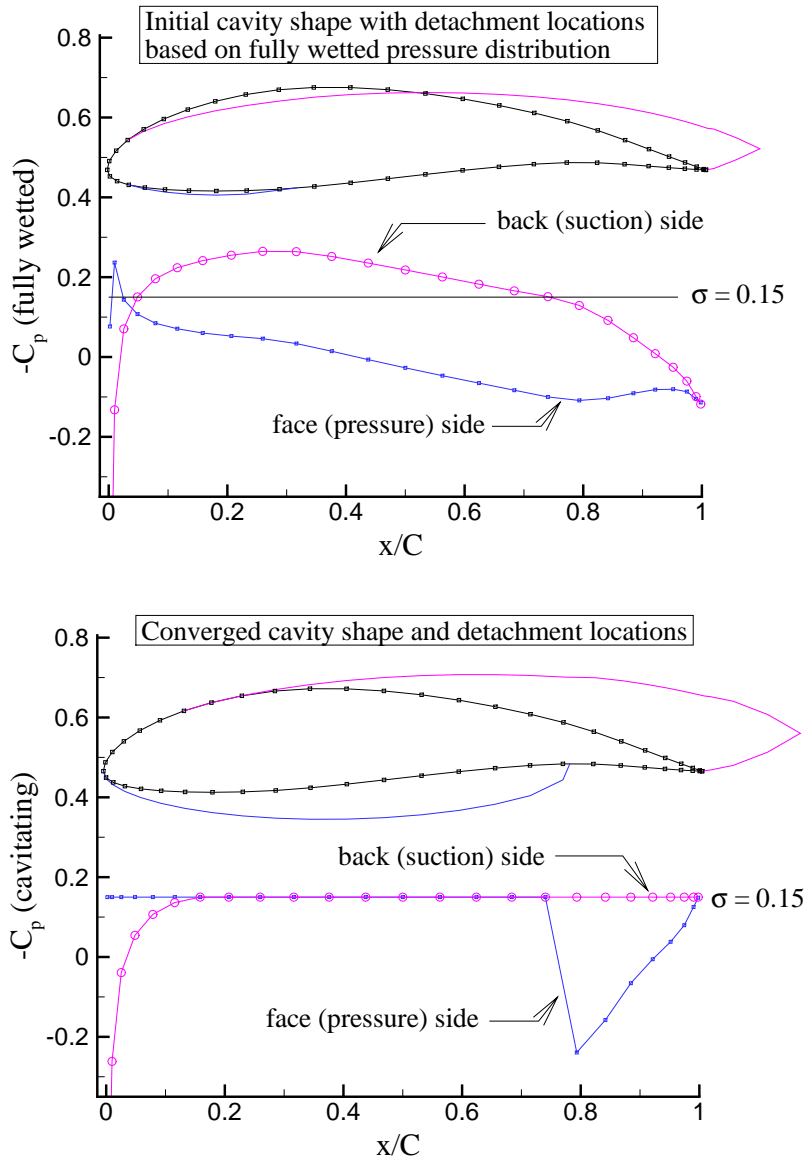 Initial cavity shape with detachment locations
based on fully wetted pressure distribution
0.8
0.6
0.4
0.2
0
-0.2
-Cp (fully wetted)
back (suction) side
σ = 0.15
face (pressure) side
0 0.2 0.4 0.6 0.8 1
x/C
Converged cavity shape and detachment locations
0.8
0.6
0.4
0.2
0
-0.2
-Cp (cavitating)
back (suction) side
σ = 0.15
face (pressure) side
0 0.2 0.4 0.6 0.8 1
x/C